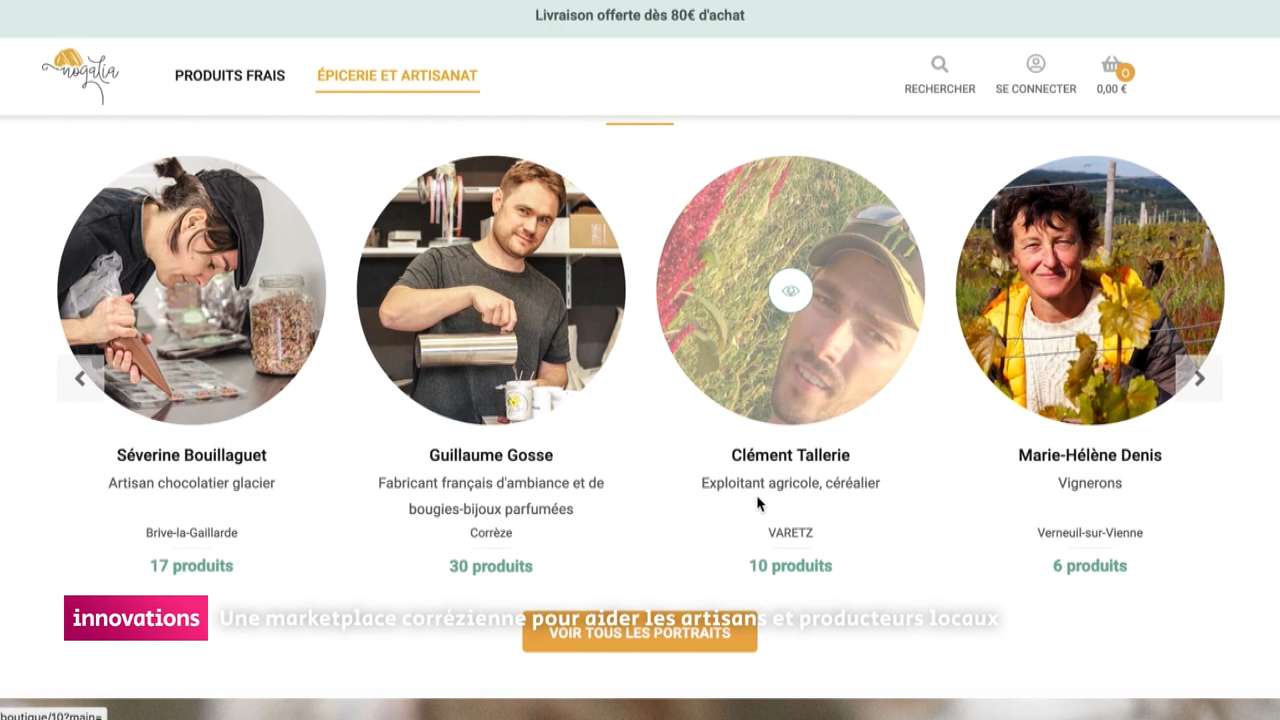 Livraison offerte dès 80€ d'achat
nogalia
PRODUITS FRAIS
ÉPICERIE ET ARTISANAT
RECHERCHER
SE CONNECTER
0
0,00 €
Séverine Bouillaguet
Artisan chocolatier glacier
Brive-la-Gaillarde
17 produits
Guillaume Gosse
Fabricant français d'ambiance et de
bougies-bijoux parfumées
Corrèze
30 produits
Clément Tallerie
Exploitant agricole, céréalier
VARETZ
10 produits
Marie-Hélène Denis
Vignerons
Verneuil-sur-Vienne
6 produits
innovations
Une marketplace corrézienne pour aider les artisans et producteurs locaux
VOIR TOUS LES PORTRAITS
boutique/10?main=